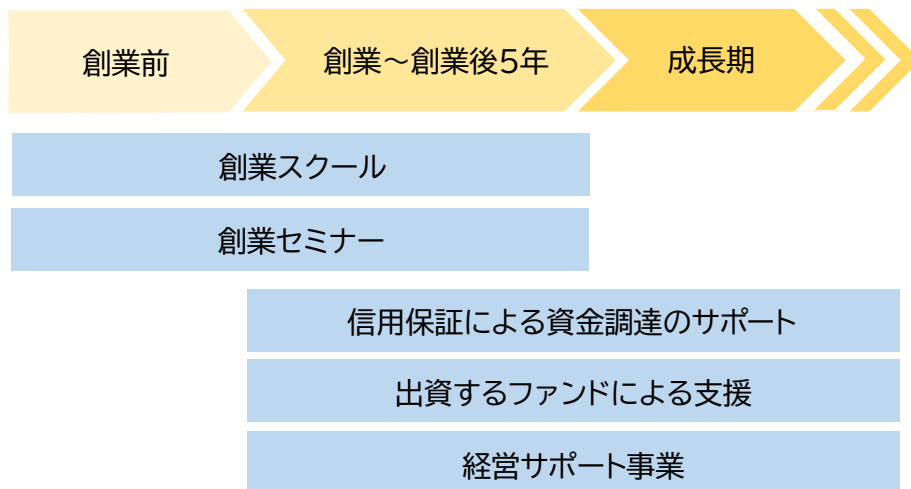 創業前
創業～創業後5年
成長期
創業スクール
創業セミナー
信用保証による資金調達のサポート
出資するファンドによる支援
経営サポート事業